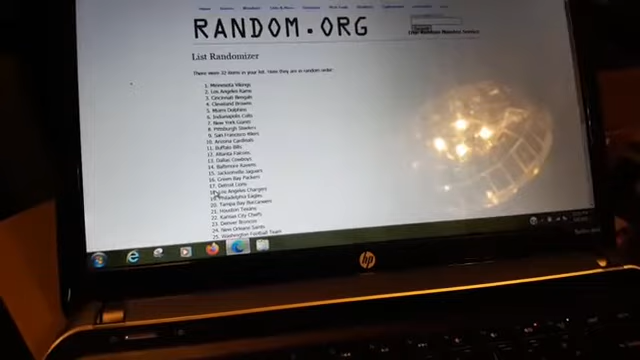 RANDOM.ORG
List Randomizer
There were 32 items in your list. Here they are in random order:
1. Minnesota Vikings
2. Los Angeles Rams
3. Cincinnati Bengals
4. Cleveland Browns
5. Miami Dolphins
6. Indianapolis Colts
7. New York Giants
8. Pittsburgh Steelers
9. San Francisco 49ers
10. Arizona Cardinals
11. Buffalo Bills
12. Atlanta Falcons
13. Dallas Cowboys
14. Baltimore Ravens
15. Jacksonville Jaguars
16. Green Bay Packers
17. Detroit Lions
18. Los Angeles Chargers
19. Philadelphia Eagles
20. Tampa Bay Buccaneers
21. Houston Texans
22. Kansas City Chiefs
23. Denver Broncos
24. New Orleans Saints
25. Washington Football Team
hp